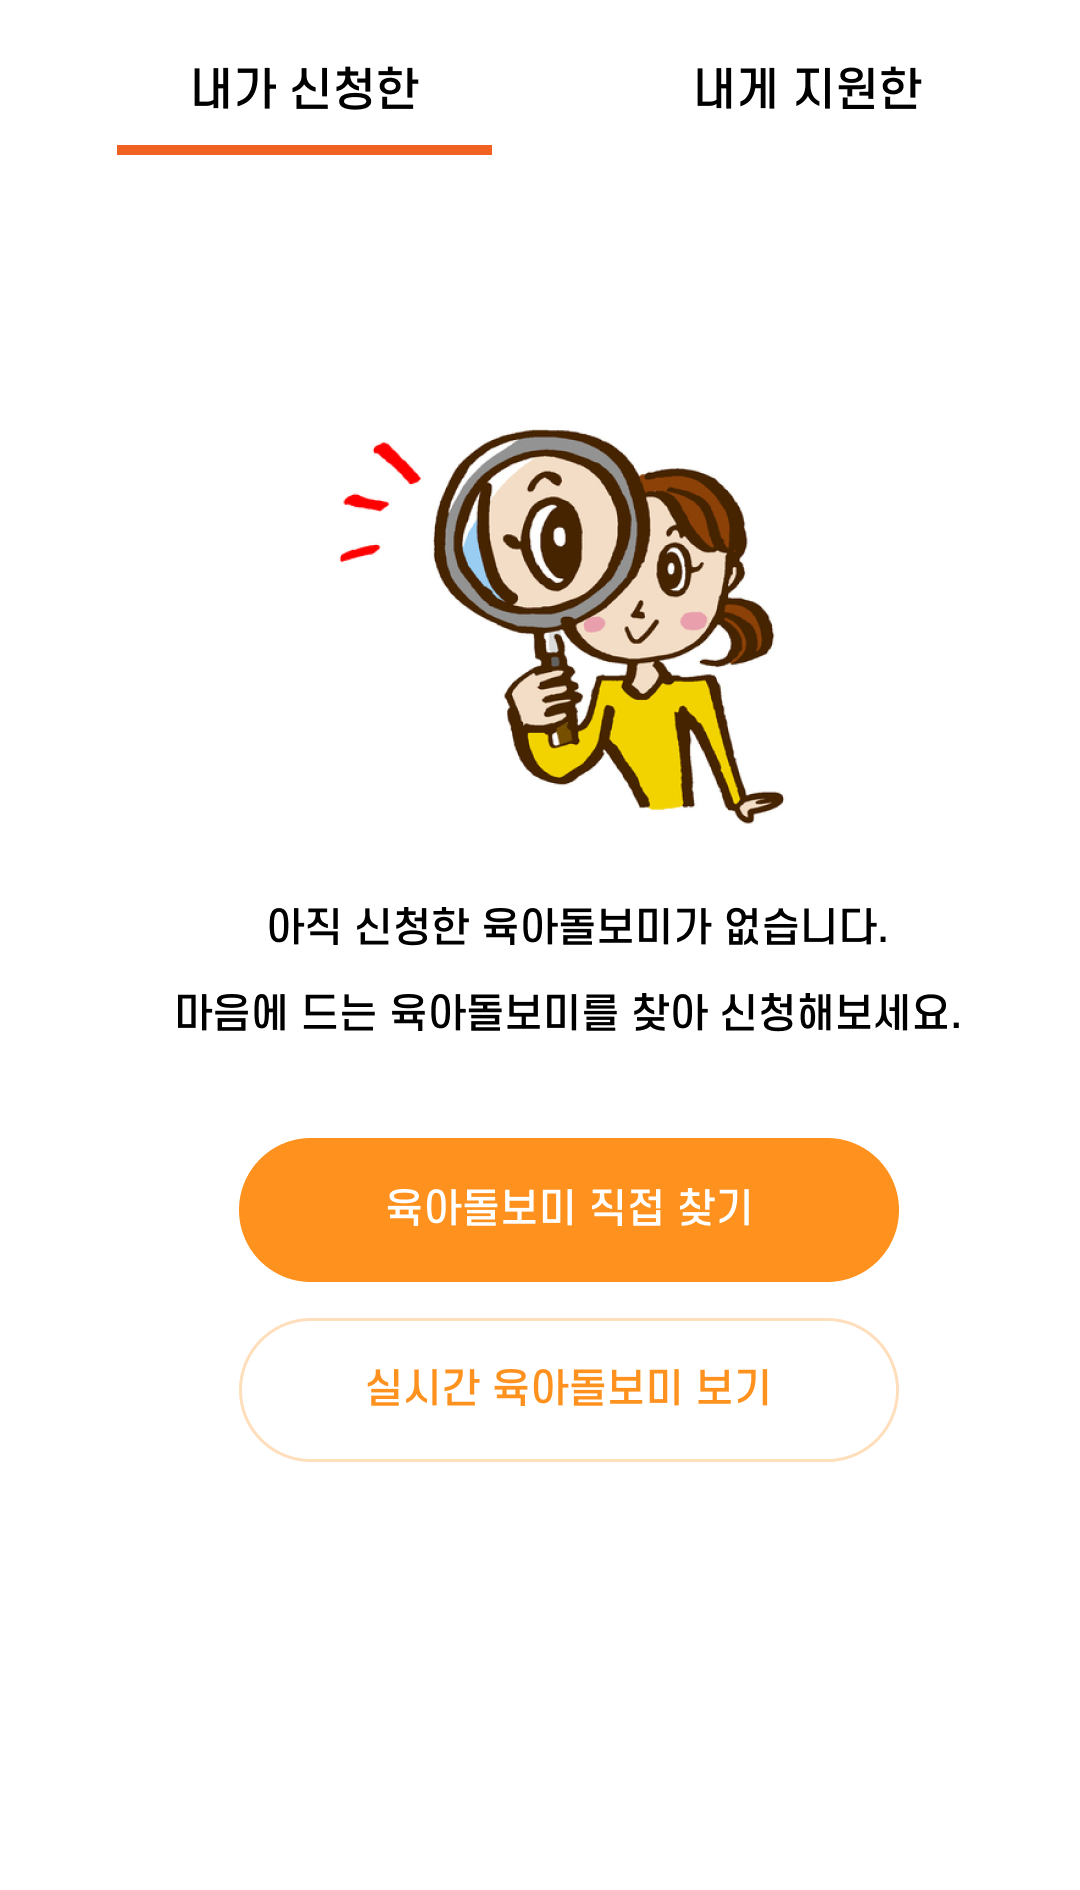 내가 신청한
내게 지원한
아직 신청한 육아돌보미가 없습니다.
마음에 드는 육아돌보미를 찾아 신청해보세요.
육아돌보미 직접 찾기
실시간 육아돌보미 보기